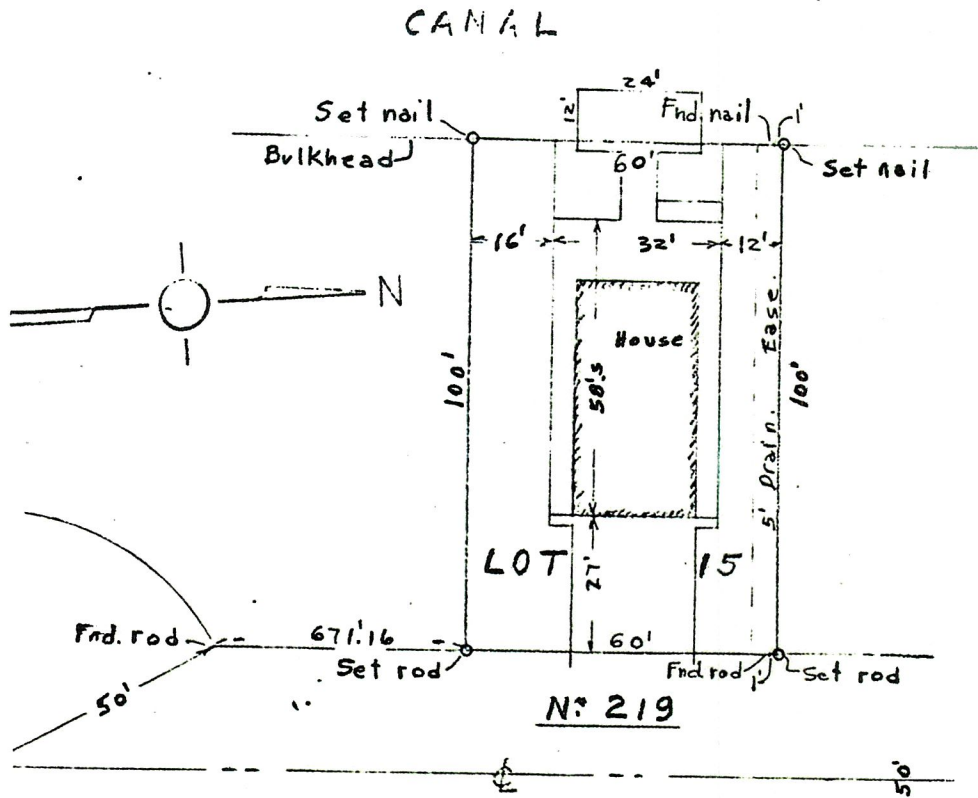 CANAL
24'
Set nail
12'
Fnd. nail
1'
Bulkhead
60'
Set nail
16'
32'
12'
N
House
5' Drain. Ease.
100'
58'.5
100'
LOT 15
27'
Fnd. rod
671.16
60'
Set rod
Fnd rod
1'
Set rod
50'
Nº 219
℄
50'